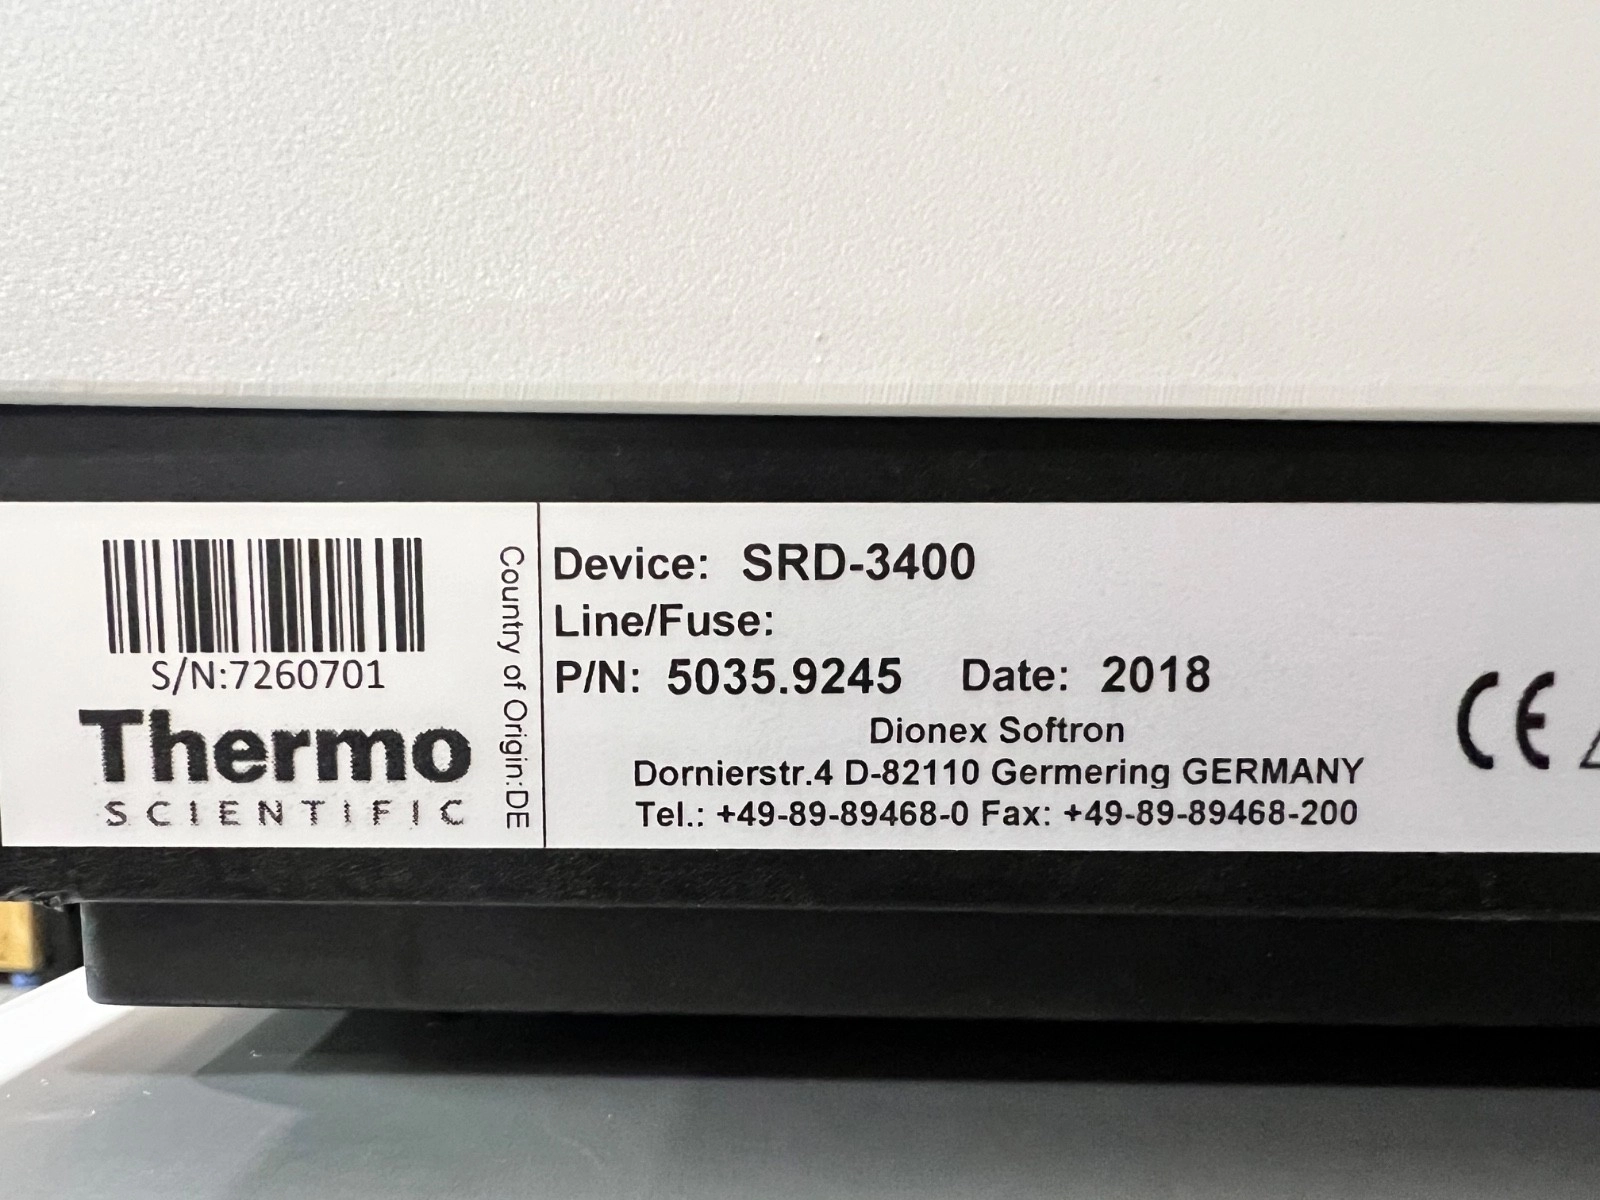 S/N:7260701
Thermo
SCIENTIFIC
Country of Origin:DE
Device: SRD-3400
Line/Fuse:
P/N: 5035.9245 Date: 2018
Dionex Softron
Dornierstr.4 D-82110 Germering GERMANY
Tel.: +49-89-89468-0 Fax: +49-89-89468-200
CE